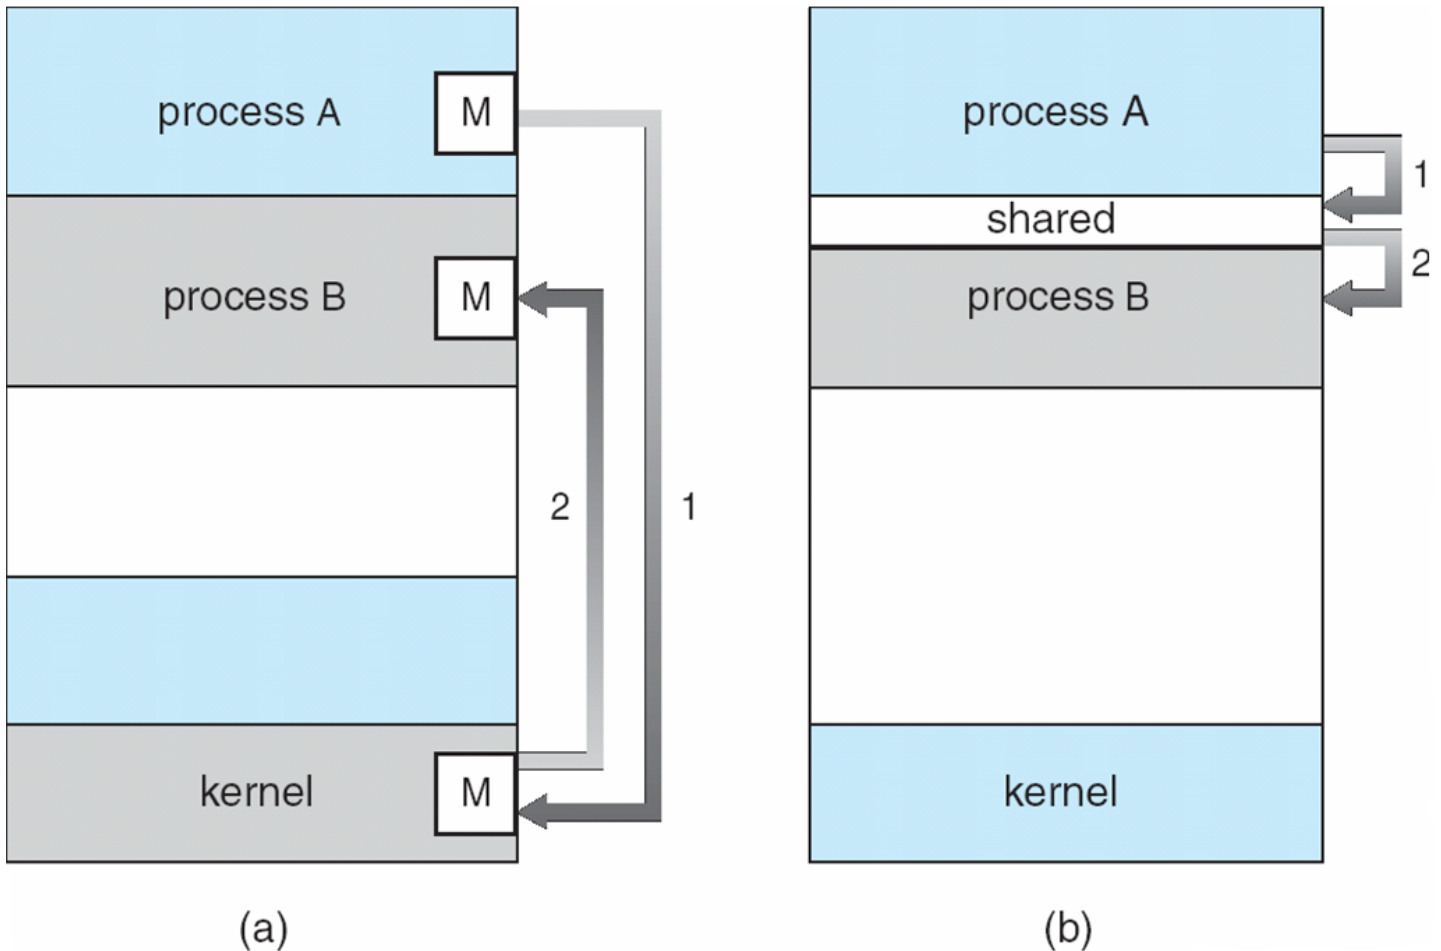 process A
M
process B
M
2
1
kernel
M
(a)
process A
1
shared
2
process B
kernel
(b)